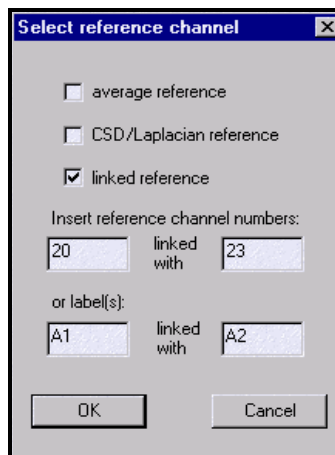 Select reference channel
average reference
CSD/Laplacian reference
linked reference
Insert reference channel numbers:
20 linked with 23
or label(s):
A1 linked with A2
OK Cancel